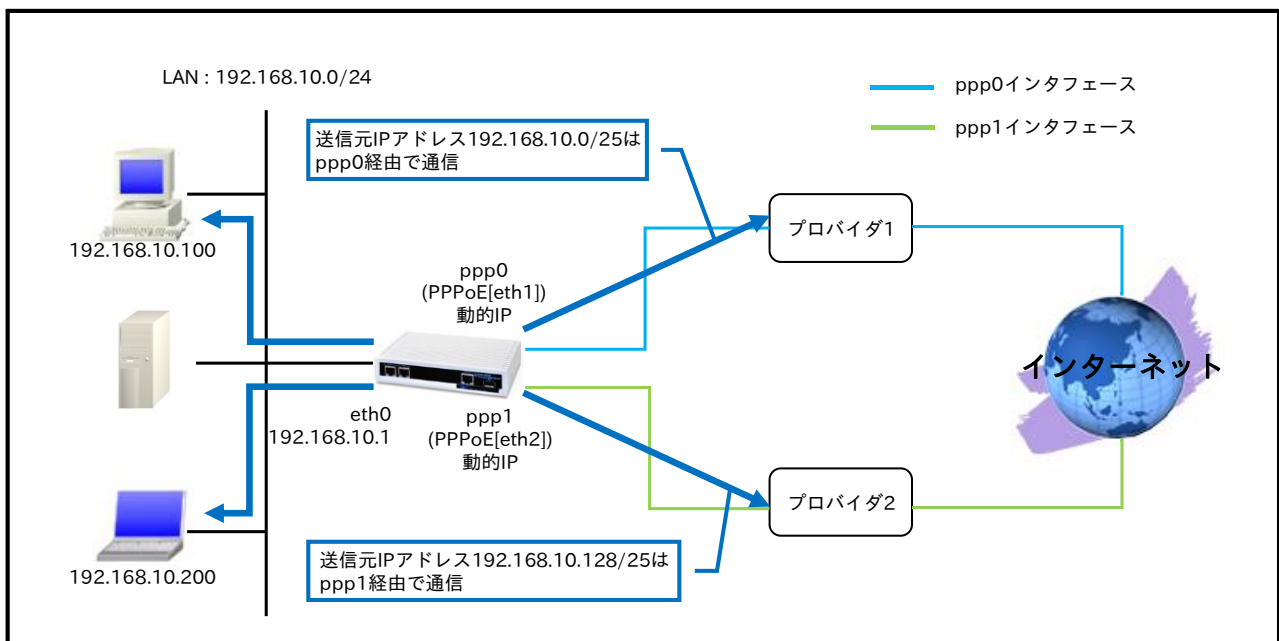 LAN : 192.168.10.0/24
ppp0インタフェース
ppp1インタフェース
送信元IPアドレス192.168.10.0/25は
ppp0経由で通信
プロバイダ1
192.168.10.100
ppp0
(PPPoE[eth1])
動的IP
インターネット
eth0
192.168.10.1
ppp1
(PPPoE[eth2])
動的IP
プロバイダ2
送信元IPアドレス192.168.10.128/25は
ppp1経由で通信
192.168.10.200